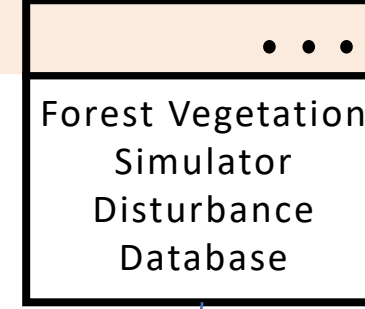 • • •
Forest Vegetation
Simulator
Disturbance
Database